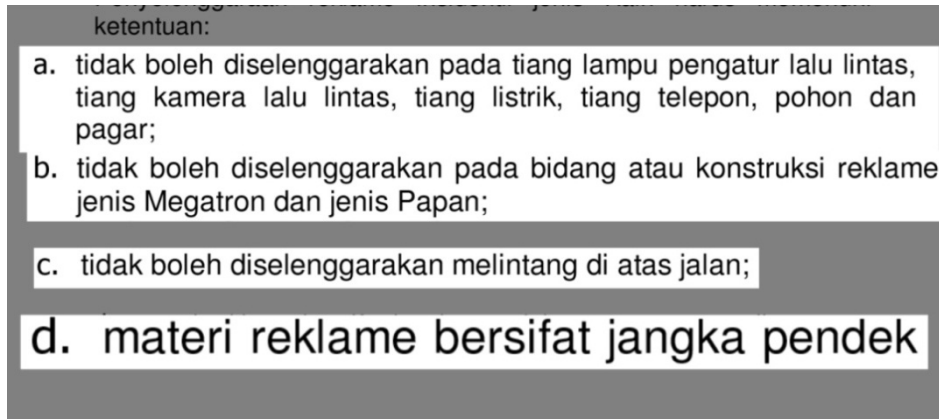 ketentuan:
a. tidak boleh diselenggarakan pada tiang lampu pengatur lalu lintas,
tiang kamera lalu lintas, tiang listrik, tiang telepon, pohon dan
pagar;
b. tidak boleh diselenggarakan pada bidang atau konstruksi reklame
jenis Megatron dan jenis Papan;
c. tidak boleh diselenggarakan melintang di atas jalan;
d. materi reklame bersifat jangka pendek